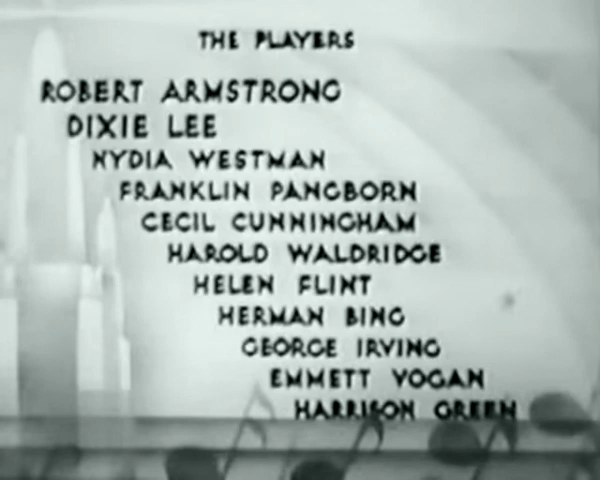 THE PLAYERS
ROBERT ARMSTRONG
DIXIE LEE
NYDIA WESTMAN
FRANKLIN PANGBORN
CECIL CUNNINGHAM
HAROLD WALDRIDGE
HELEN FLINT
HERMAN BING
GEORGE IRVING
EMMETT VOGAN
HARRISON GREEN